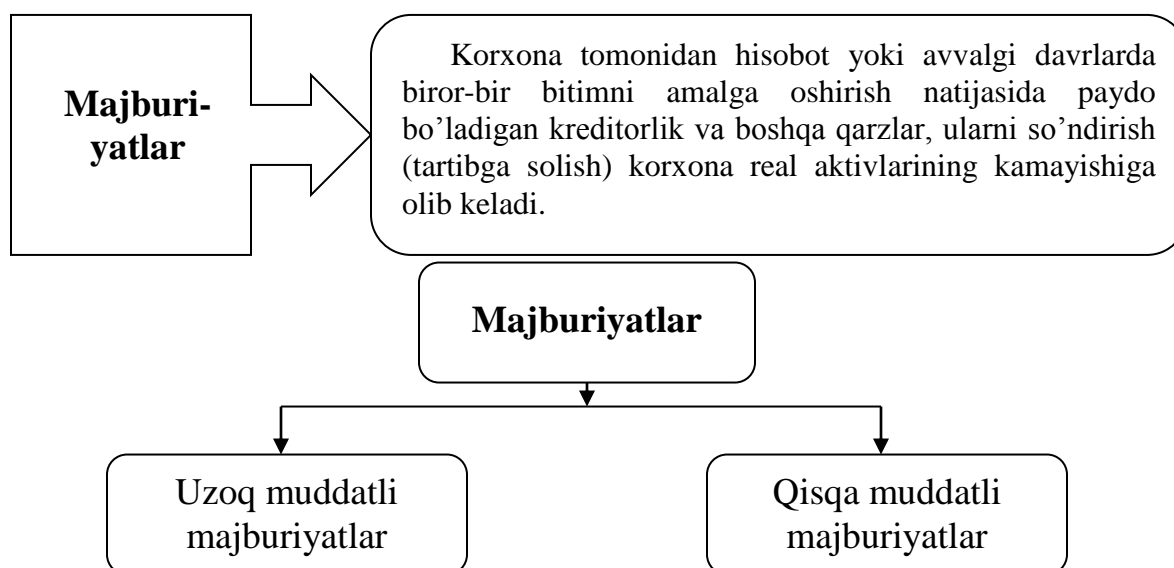 Majburi-
yatlar
Korxona tomonidan hisobot yoki avvalgi davrlarda
biror-bir bitimni amalga oshirish natijasida paydo
bo’ladigan kreditorlik va boshqa qarzlar, ularni so’ndirish
(tartibga solish) korxona real aktivlarining kamayishiga
olib keladi.
Majburiyatlar
Uzoq muddatli
majburiyatlar
Qisqa muddatli
majburiyatlar